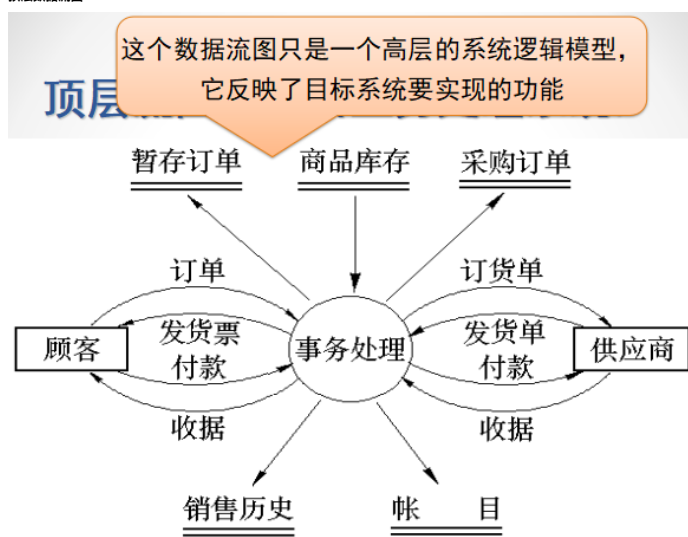 这个数据流图只是一个高层的系统逻辑模型，
它反映了目标系统要实现的功能
顶层
暂存订单 商品库存 采购订单
订单 订货单
发货票 发货单
顾客 事务处理 供应商
付款 付款
收据 收据
销售历史 帐 目